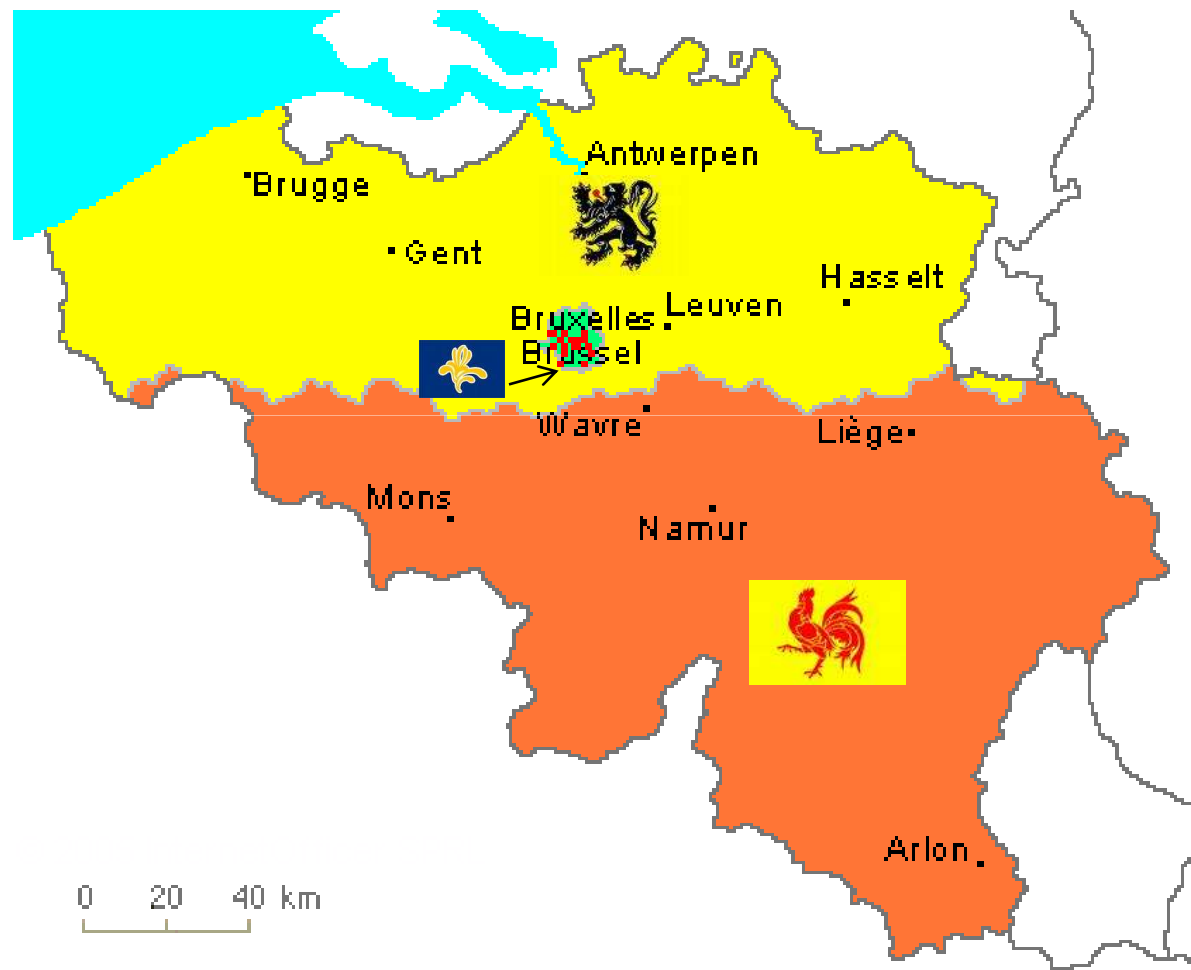 Antwerpen
Brugge
Gent
Hasselt
Leuven
Bruxelles
Brussel
Wavre
Liège
Mons
Namur
Arlon
0 20 40 km